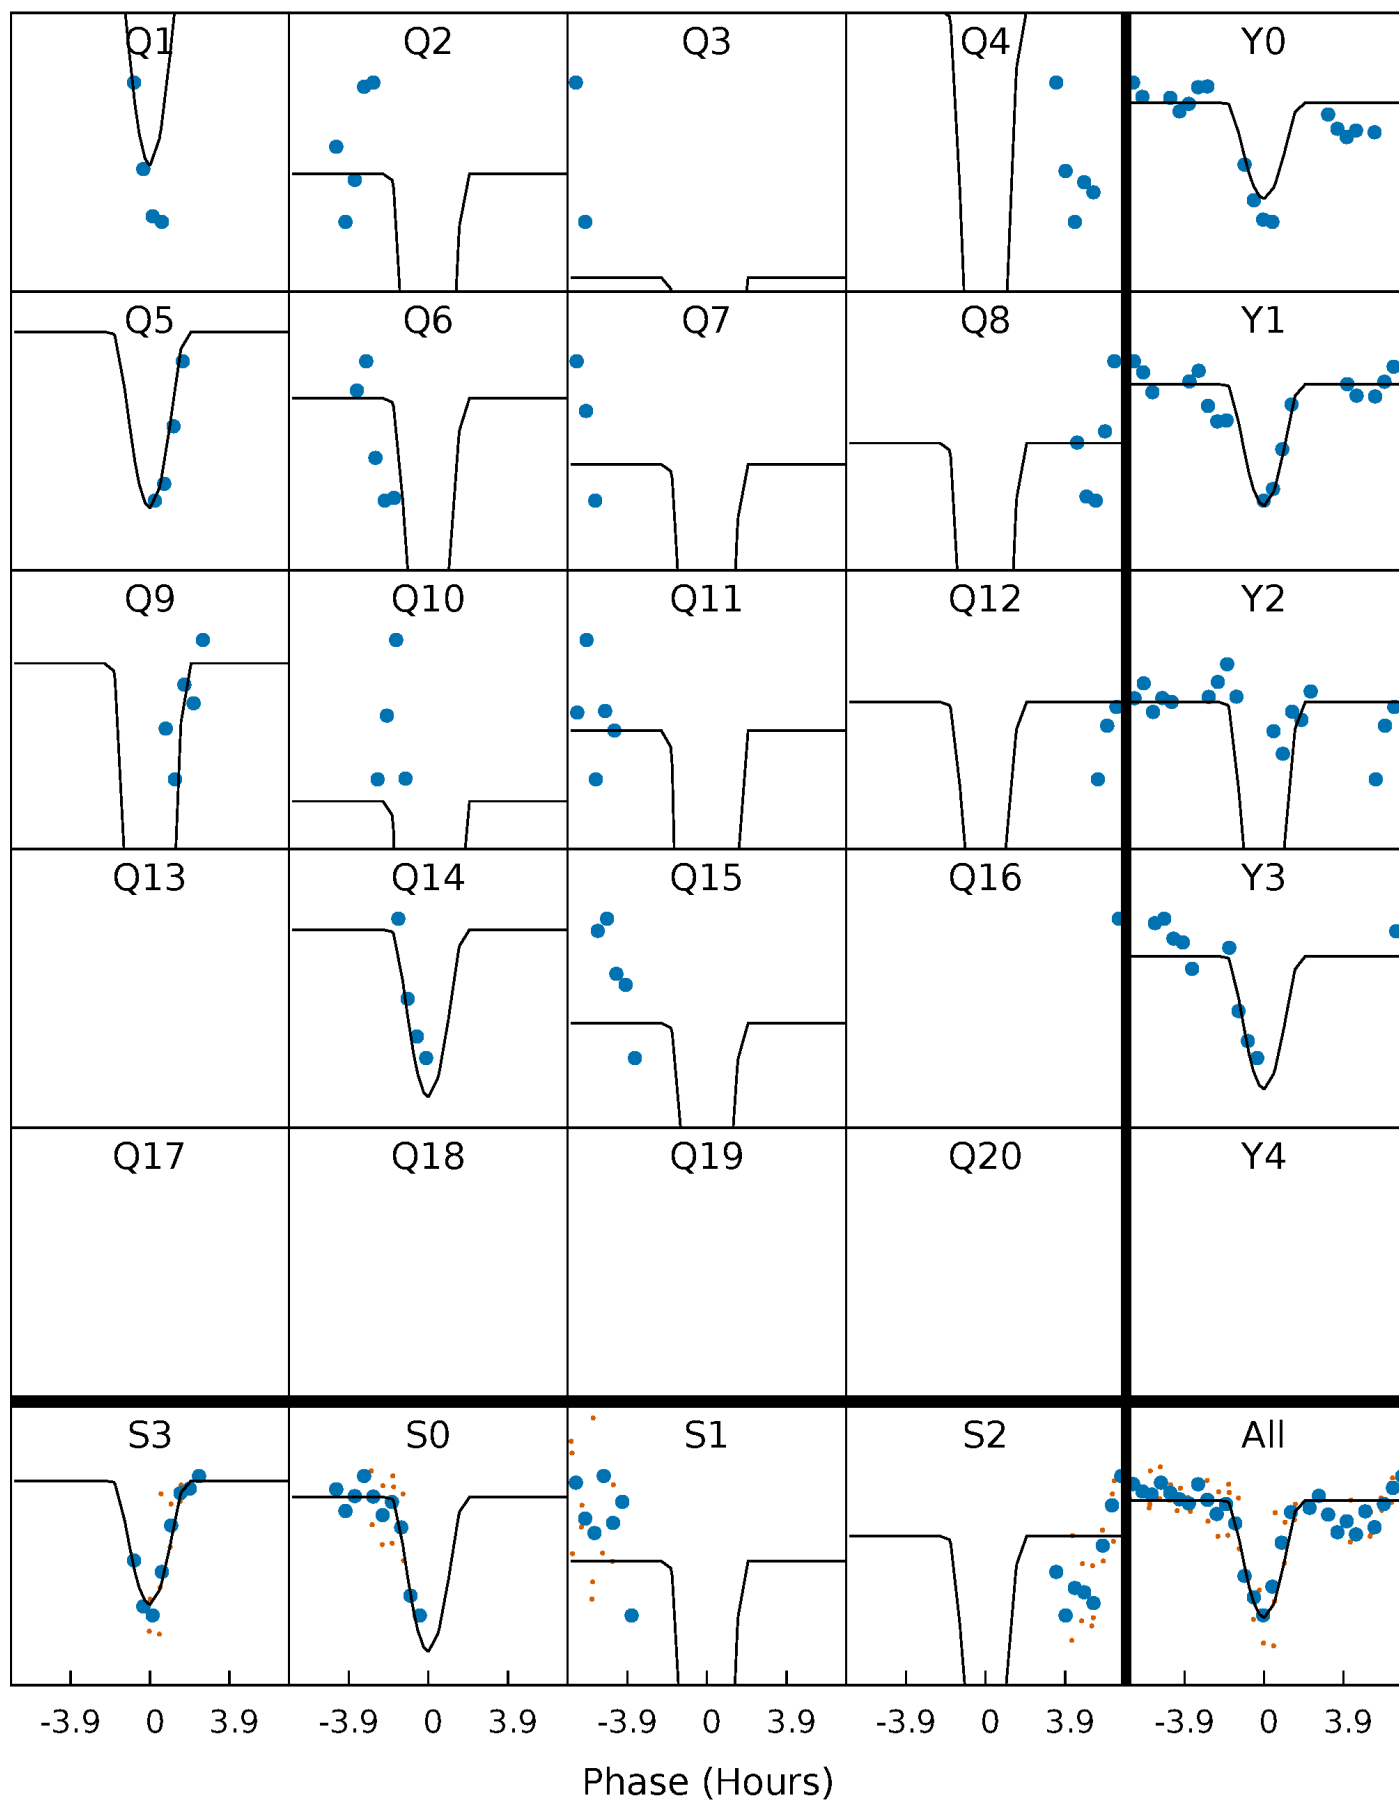 Q1 Q2 Q3 Q4 Y0
Q5 Q6 Q7 Q8 Y1
Q9 Q10 Q11 Q12 Y2
Q13 Q14 Q15 Q16 Y3
Q17 Q18 Q19 Q20 Y4
S3 S0 S1 S2 All
-3.9 0 3.9 -3.9 0 3.9 -3.9 0 3.9 -3.9 0 3.9 -3.9 0 3.9
Phase (Hours)